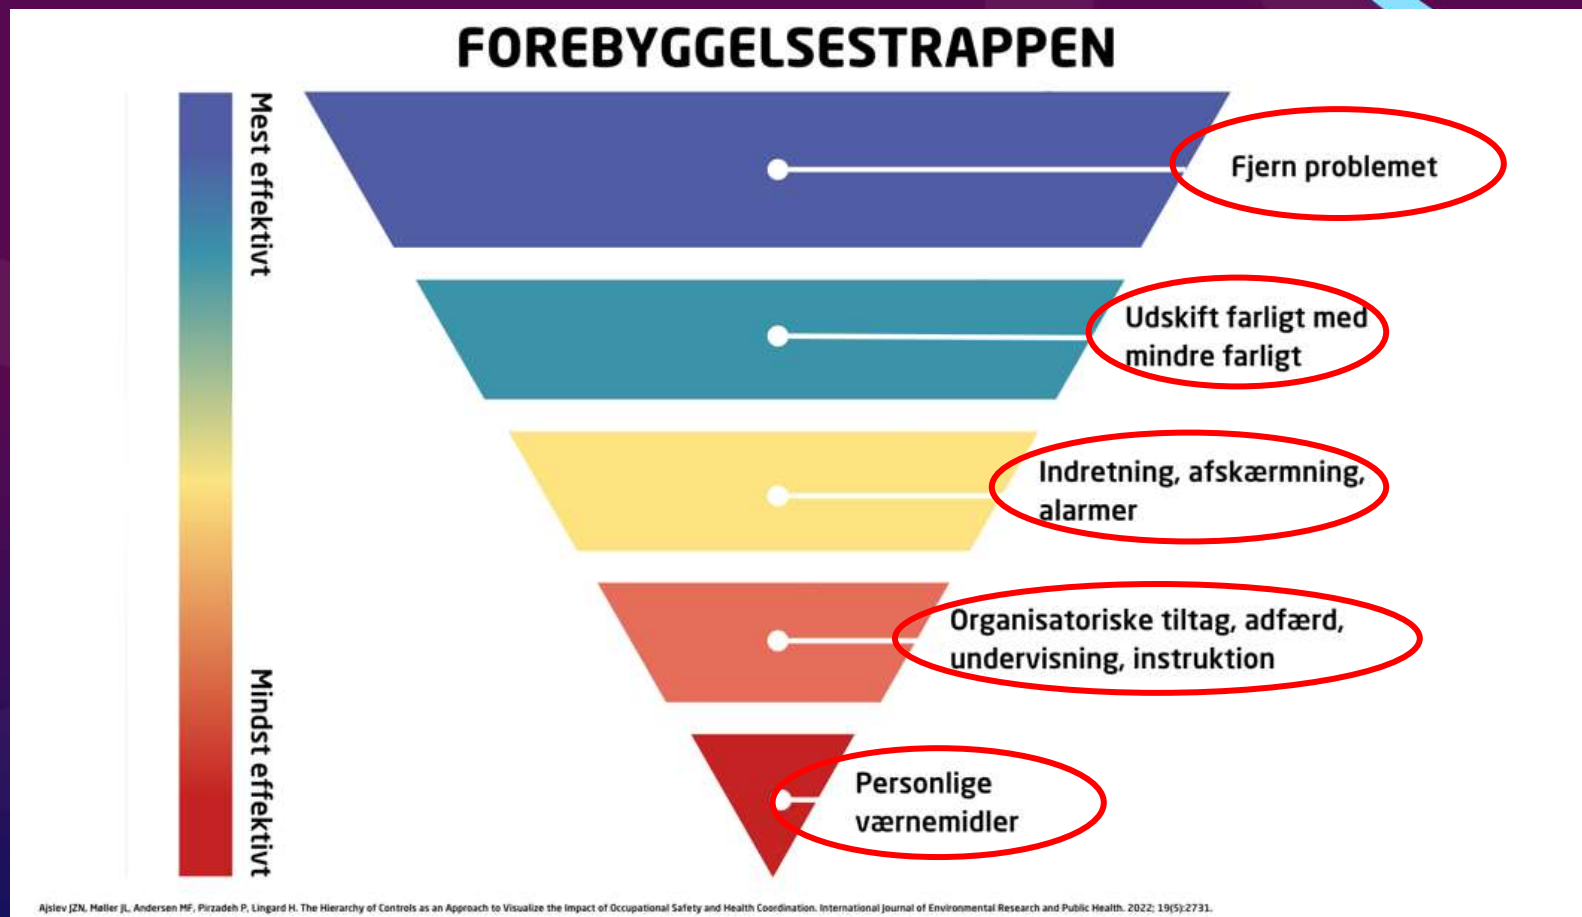 FOREBYGGELSESTRAPPEN
Mest effektivt
Fjern problemet
Udskift farligt med
mindre farligt
Indretning, afskærmning,
alarmer
Organisatoriske tiltag, adfærd,
undervisning, instruktion
Mindst effektivt
Personlige
værnemidler
Ajslev JZN, Møller JL, Andersen MF, Pirzadeh P, Lingard H. The Hierarchy of Controls as an Approach to Visualize the Impact of Occupational Safety and Health Coordination. International Journal of Environmental Research and Public Health. 2022; 19(5):2731.